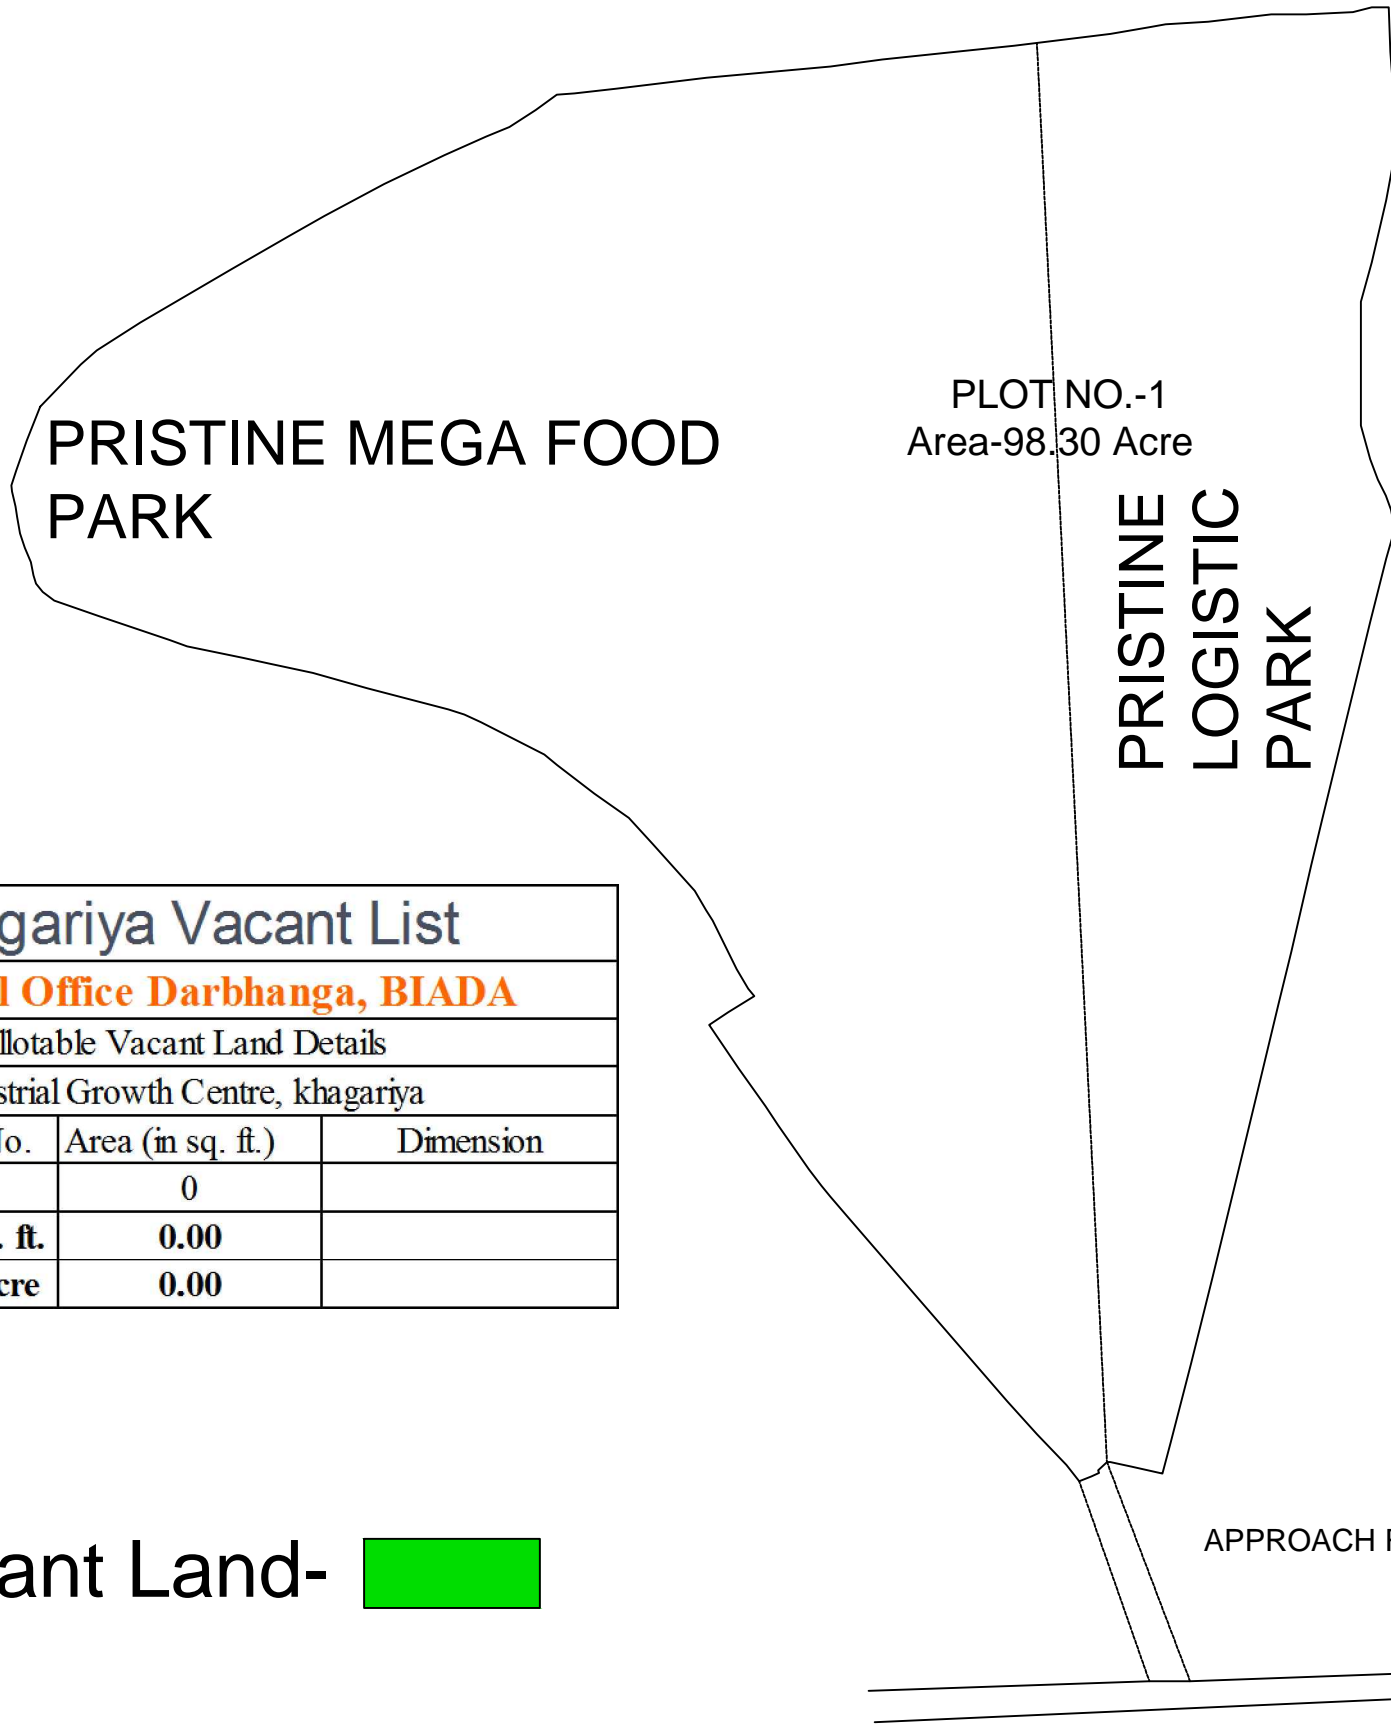 PLOT NO.-1
Area-98.30 Acre
PRISTINE MEGA FOOD
PARK
PRISTINE
LOGISTIC
PARK
gariya Vacant List
l Office Darbhanga, BIADA
llotable Vacant Land Details
strial Growth Centre, khagariya
o. Area (in sq. ft.) Dimension
0
. ft. 0.00
cre 0.00
ant Land-
APPROACH